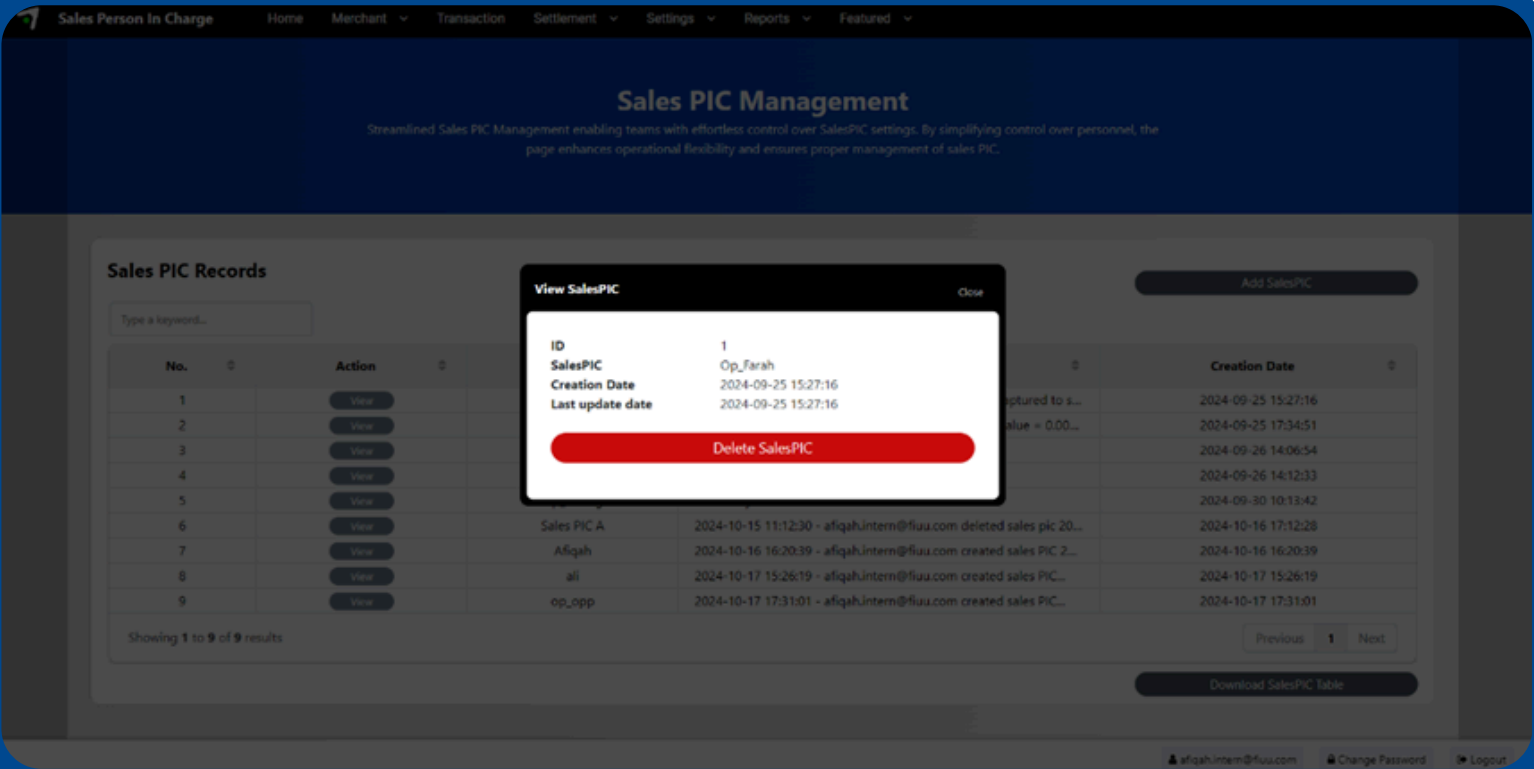 Sales Person In Charge Home Merchant Transaction Settlement Settings Reports Featured
Sales PIC Management
Streamlined Sales PIC Management enabling teams with effortless control over SalesPIC settings. By simplifying control over personnel, the
page enhances operational flexibility and ensures proper management of sales PIC.
Sales PIC Records
Add SalesPIC
Type a keyword...
View SalesPIC Close
ID 1
SalesPIC Op_Farah
Creation Date 2024-09-25 15:27:16
Last update date 2024-09-25 15:27:16
Delete SalesPIC
No. Action Creation Date
1 View aptured to s... 2024-09-25 15:27:16
2 View alue = 0.00... 2024-09-25 17:34:51
3 View 2024-09-26 14:06:54
4 View 2024-09-26 14:12:33
5 View 2024-09-30 10:13:42
6 View Sales PIC A 2024-10-15 11:12:30 - afiqah.intern@fiuu.com deleted sales pic 20... 2024-10-16 17:12:28
7 View Afiqah 2024-10-16 16:20:39 - afiqah.intern@fiuu.com created sales PIC 2... 2024-10-16 16:20:39
8 View ali 2024-10-17 15:26:19 - afiqah.intern@fiuu.com created sales PIC... 2024-10-17 15:26:19
9 View op_opp 2024-10-17 17:31:01 - afiqah.intern@fiuu.com created sales PIC... 2024-10-17 17:31:01
Showing 1 to 9 of 9 results Previous 1 Next
Download SalesPIC Table
afiqah.intern@fiuu.com Change Password Logout